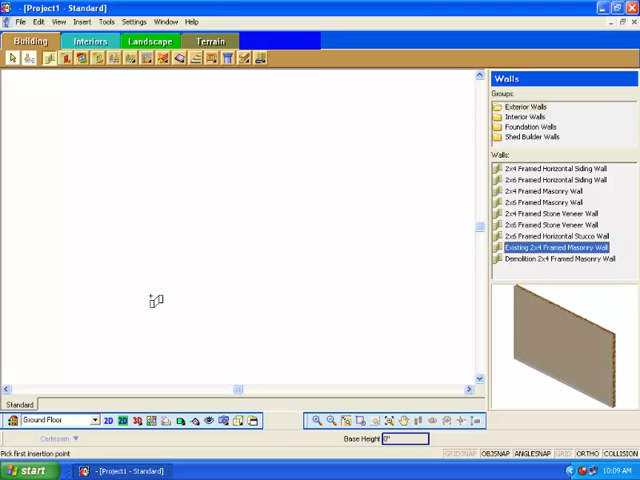 - [Project1 - Standard]
File Edit View Insert Tools Settings Window Help
Building Interiors Landscape Terrain
Walls
Groups:
Exterior Walls
Interior Walls
Foundation Walls
Shed Builder Walls
Walls:
2x4 Framed Horizontal Siding Wall
2x6 Framed Horizontal Siding Wall
2x4 Framed Masonry Wall
2x6 Framed Masonry Wall
2x4 Framed Stone Veneer Wall
2x6 Framed Stone Veneer Wall
2x6 Framed Horizontal Stucco Wall
Existing 2x4 Framed Masonry Wall
Demolition 2x4 Framed Masonry Wall
Standard
Ground Floor 2D 2D 3D
Cartesian Base Height 0"
Pick first insertion point GRIDSNAP OBJSNAP ANGLESNAP GRID ORTHO COLLISION
start - [Project1 - Standard] 10:09 AM